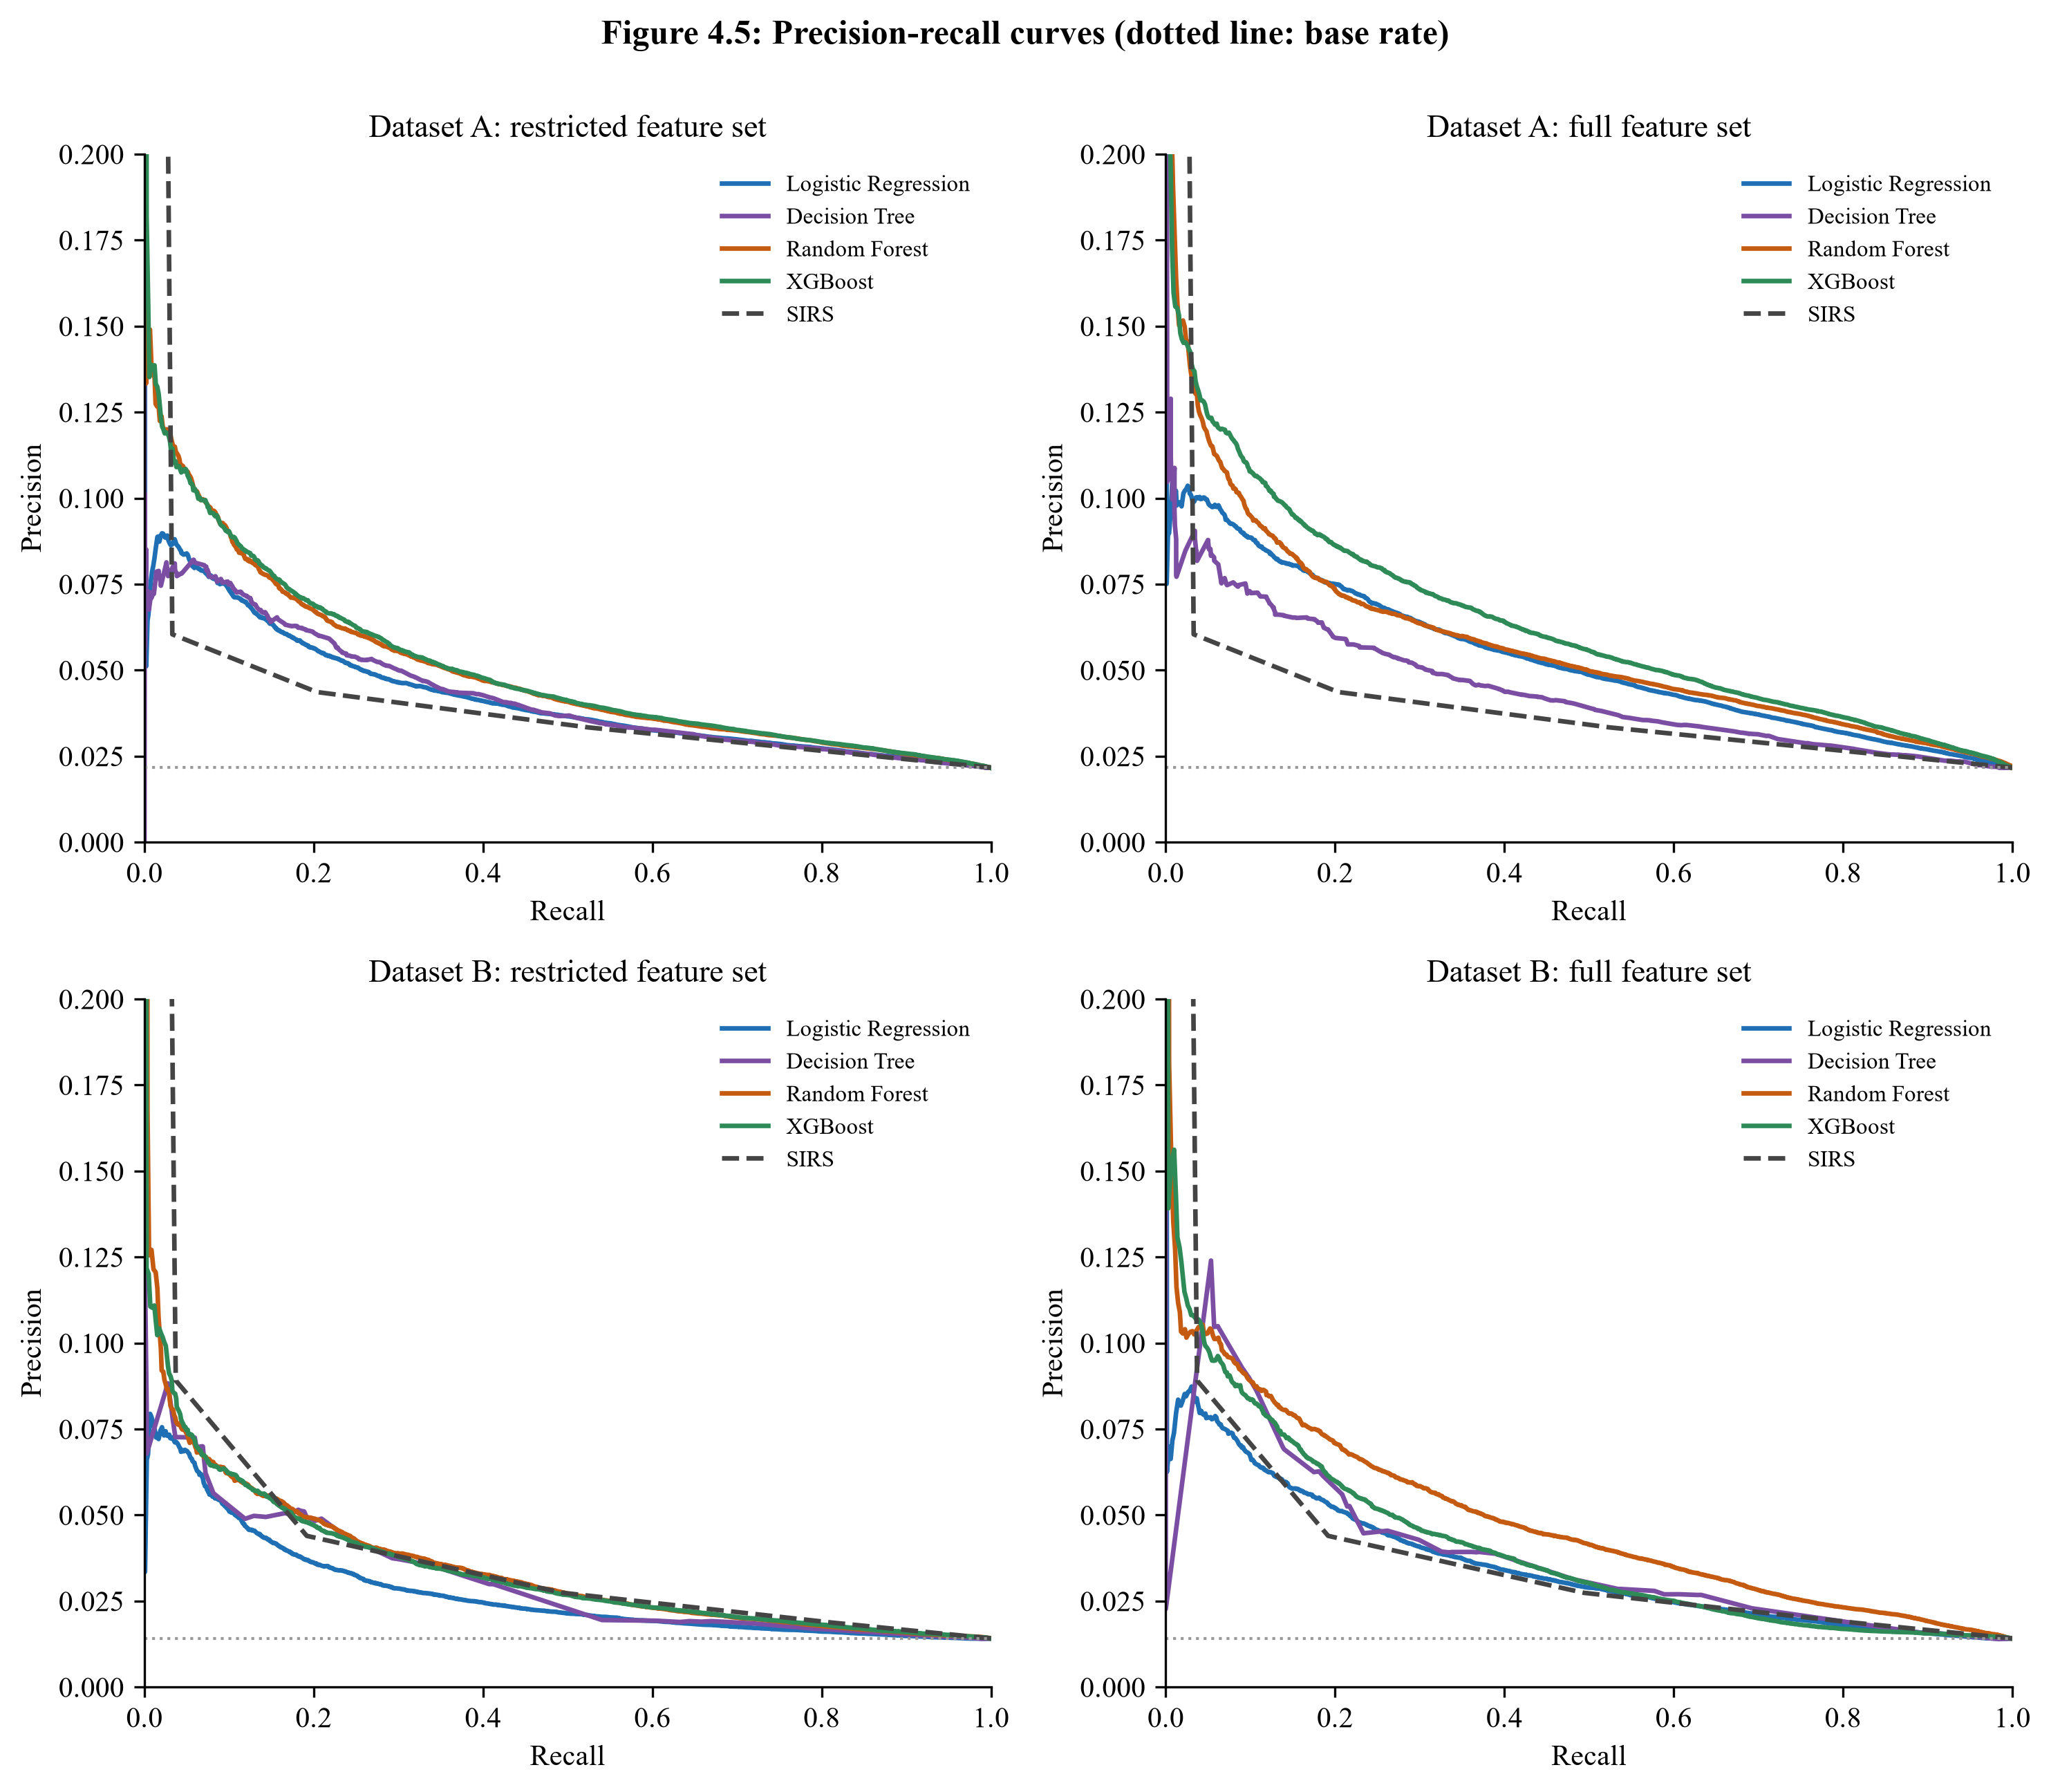 Figure 4.5: Precision-recall curves (dotted line: base rate)
Dataset A: restricted feature set
0.200
0.175
0.150
0.125
0.100
0.075
0.050
0.025
0.000
Precision
Logistic Regression
Decision Tree
Random Forest
XGBoost
SIRS
0.0 0.2 0.4 0.6 0.8 1.0
Recall
Dataset A: full feature set
0.200
0.175
0.150
0.125
0.100
0.075
0.050
0.025
0.000
Precision
Logistic Regression
Decision Tree
Random Forest
XGBoost
SIRS
0.0 0.2 0.4 0.6 0.8 1.0
Recall
Dataset B: restricted feature set
0.200
0.175
0.150
0.125
0.100
0.075
0.050
0.025
0.000
Precision
Logistic Regression
Decision Tree
Random Forest
XGBoost
SIRS
0.0 0.2 0.4 0.6 0.8 1.0
Recall
Dataset B: full feature set
0.200
0.175
0.150
0.125
0.100
0.075
0.050
0.025
0.000
Precision
Logistic Regression
Decision Tree
Random Forest
XGBoost
SIRS
0.0 0.2 0.4 0.6 0.8 1.0
Recall